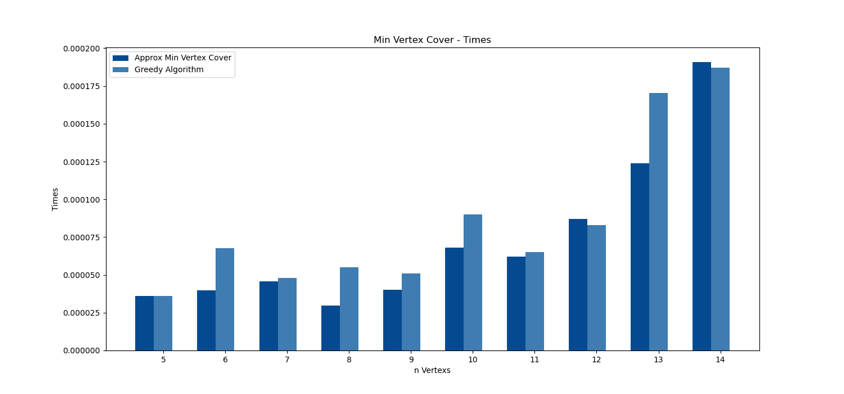 Min Vertex Cover - Times
Approx Min Vertex Cover
Greedy Algorithm
0.000200
0.000175
0.000150
0.000125
0.000100
0.000075
0.000050
0.000025
0.000000
Times
5 6 7 8 9 10 11 12 13 14
n Vertexs